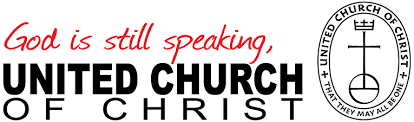 God is still speaking,
UNITED CHURCH
OF CHRIST
UNITED CHURCH OF CHRIST
THAT THEY MAY ALL BE ONE